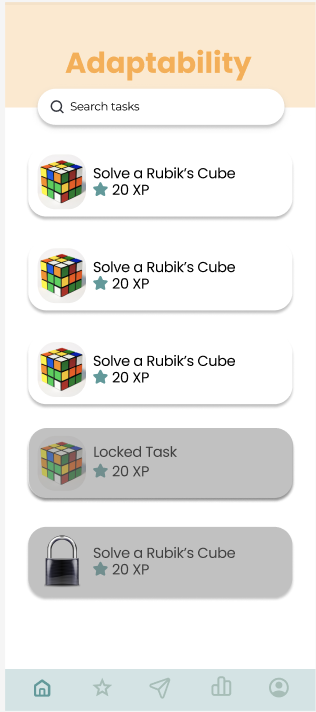 Adaptability
Search tasks
Solve a Rubik's Cube
20 XP
Solve a Rubik's Cube
20 XP
Solve a Rubik's Cube
20 XP
Locked Task
20 XP
Solve a Rubik's Cube
20 XP